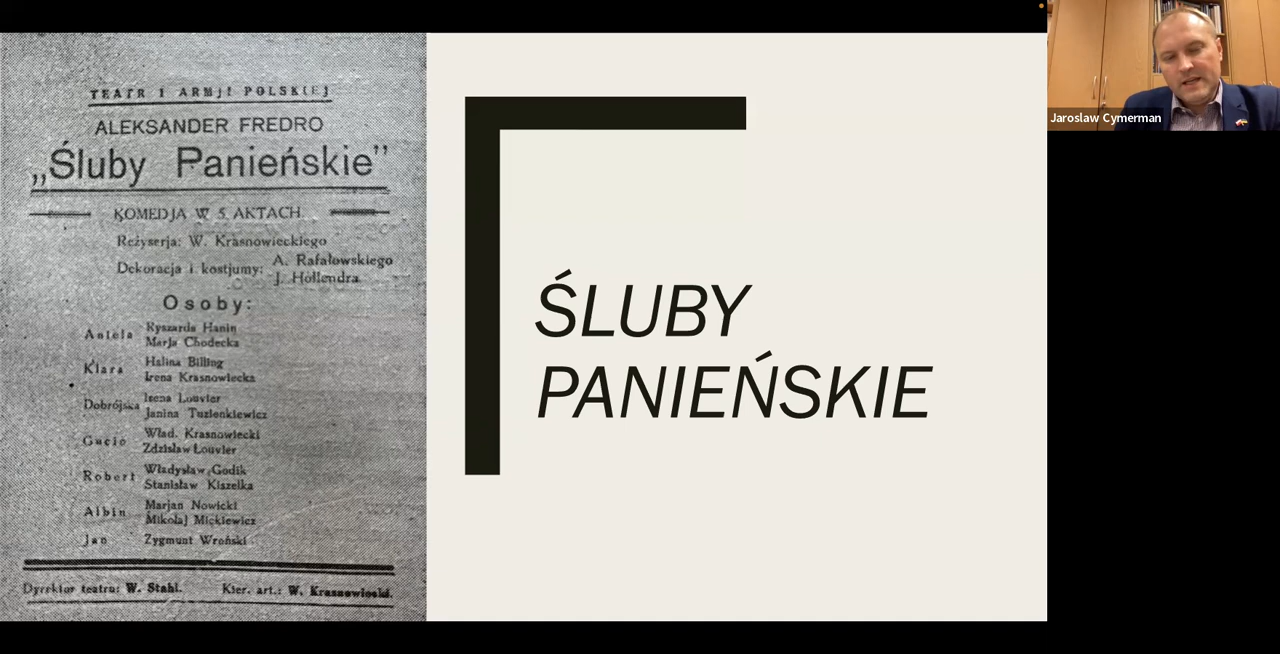 TEATR I ARMJI POLSKIEJ
ALEKSANDER FREDRO
„Śluby Panieńskie”
KOMEDJA W 5 AKTACH
Reżyserja: W. Krasnowieckiego
Dekoracja i kostjumy: A. Rafałowskiego
J. Hollendra
Osoby:
Aniela Ryszarda Hanin
Marja Chodecka
Klara Halina Billing
Irena Krasnowiecka
Dobrójska Irena Louvier
Janina Tuzienkiewicz
Gucio Wład. Krasnowiecki
Zdzisław Louvier
Robert Władysław Godik
Stanisław Kiszelka
Albin Marjan Nowicki
Mikołaj Mickiewicz
Jan Zygmunt Wroński
Dyrektor teatru: W. Stahl. Kier. art.: W. Krasnowiecki.
ŚLUBY
PANIEŃSKIE
Jaroslaw Cymerman